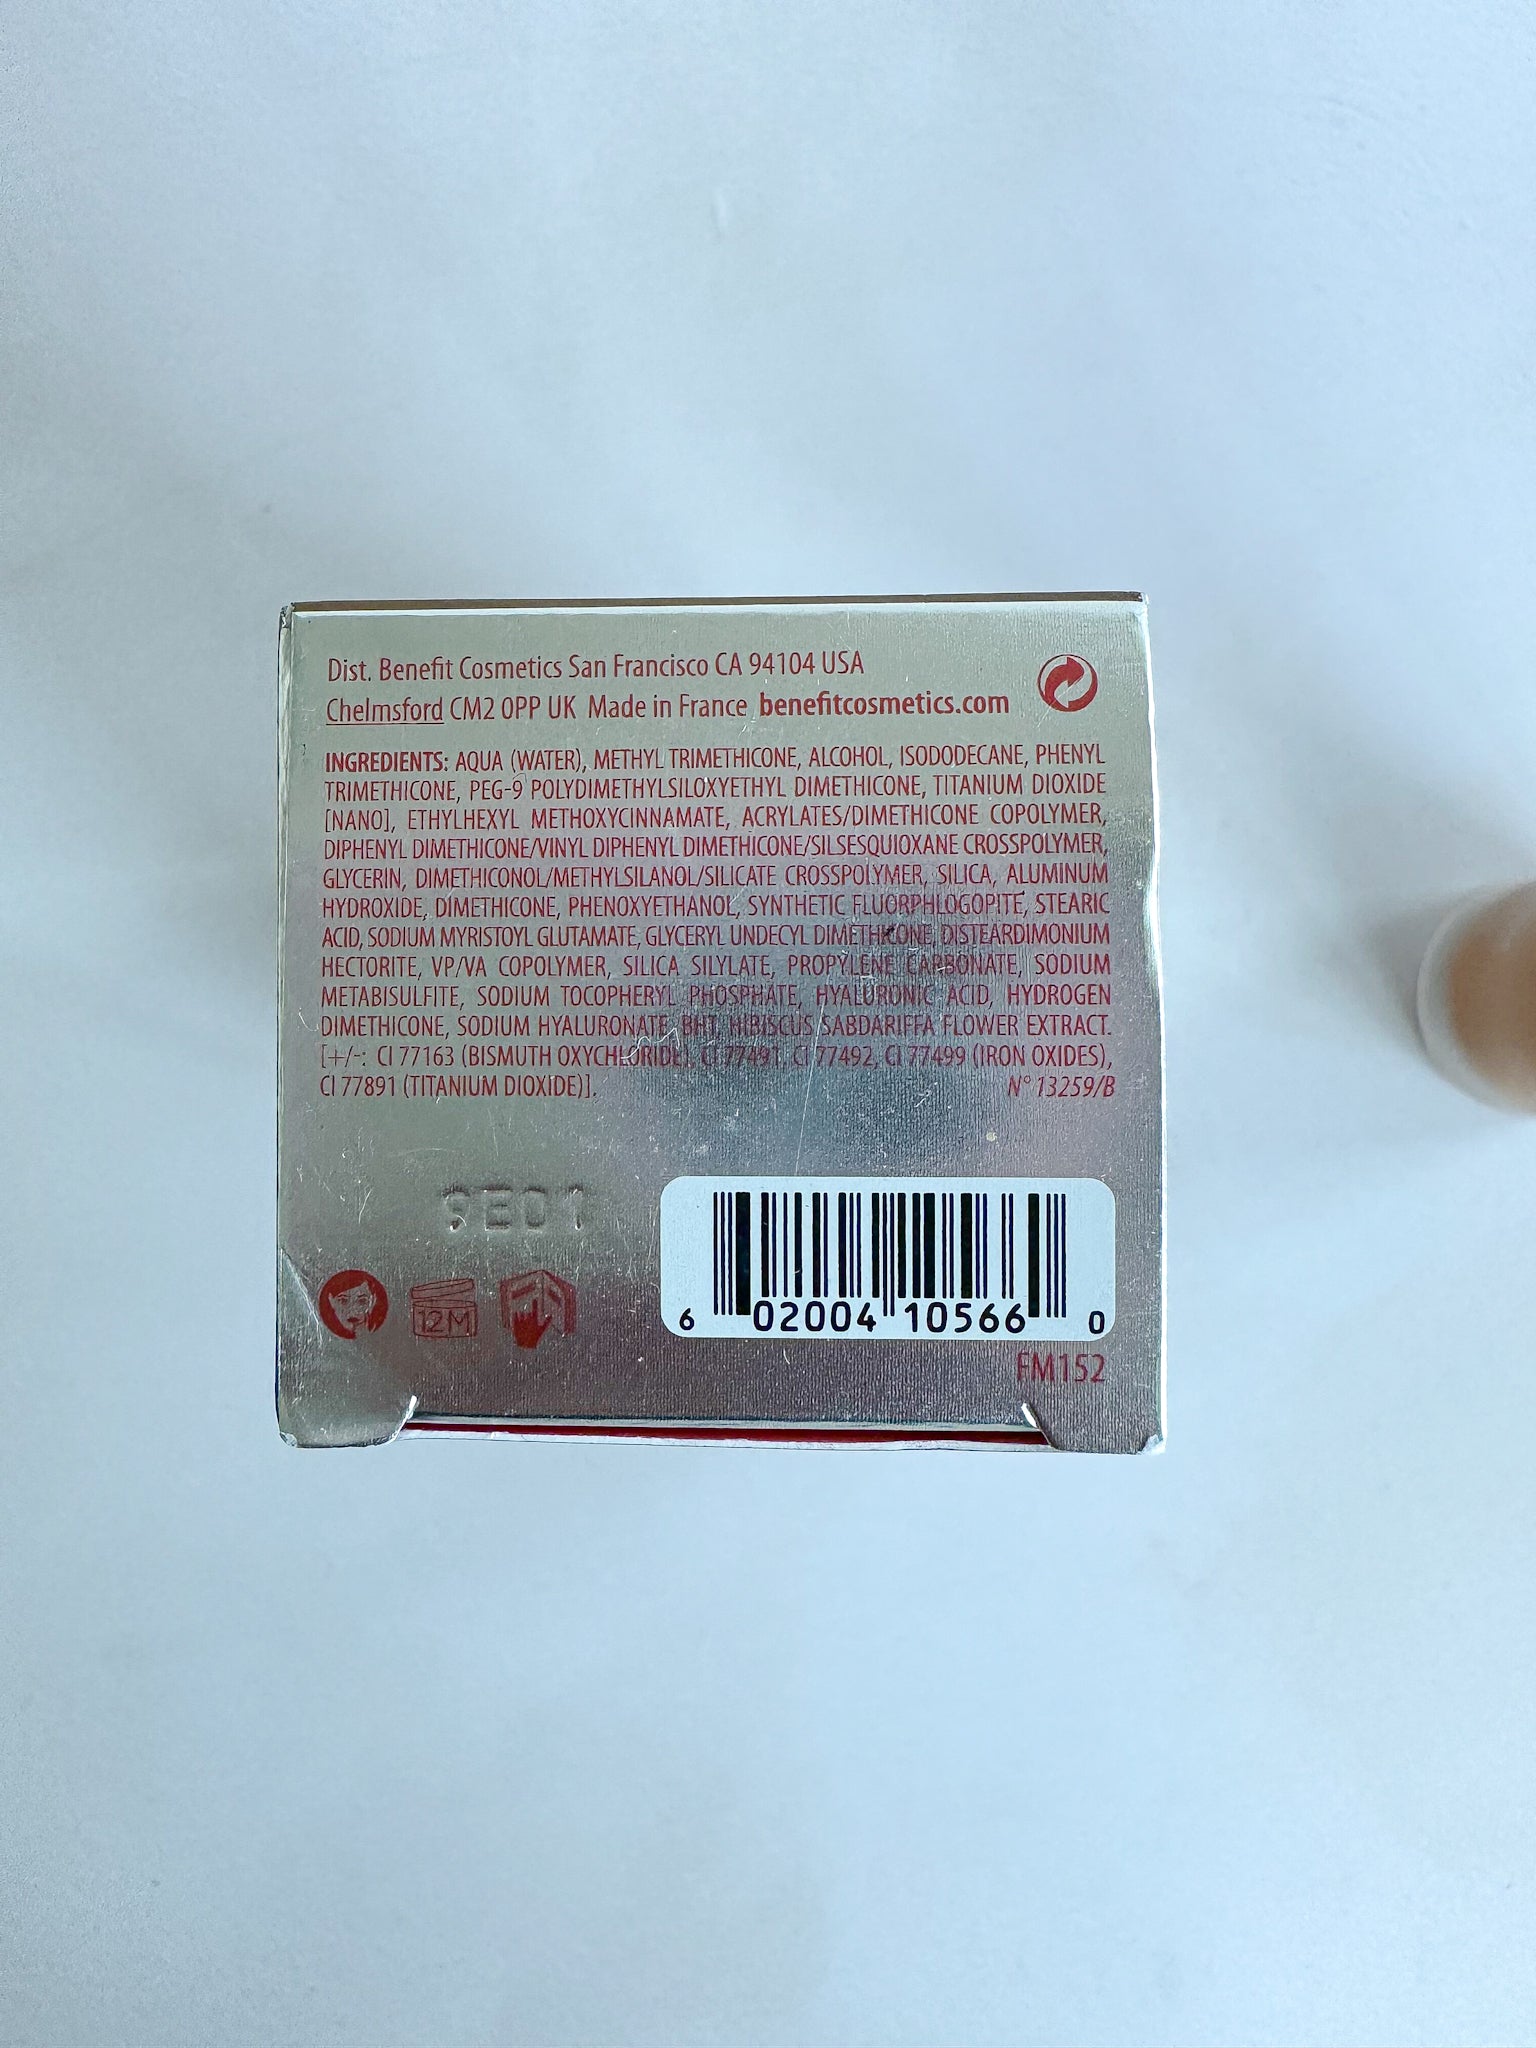 Dist. Benefit Cosmetics San Francisco CA 94104 USA
Chelmsford CM2 0PP UK Made in France benefitcosmetics.com
INGREDIENTS: AQUA (WATER), METHYL TRIMETHICONE, ALCOHOL, ISODODECANE, PHENYL
TRIMETHICONE, PEG-9 POLYDIMETHYLSILOXYETHYL DIMETHICONE, TITANIUM DIOXIDE
[NANO], ETHYLHEXYL METHOXYCINNAMATE, ACRYLATES/DIMETHICONE COPOLYMER,
DIPHENYL DIMETHICONE/VINYL DIPHENYL DIMETHICONE/SILSESQUIOXANE CROSSPOLYMER,
GLYCERIN, DIMETHICONOL/METHYLSILANOL/SILICATE CROSSPOLYMER, SILICA, ALUMINUM
HYDROXIDE, DIMETHICONE, PHENOXYETHANOL, SYNTHETIC FLUORPHLOGOPITE, STEARIC
ACID, SODIUM MYRISTOYL GLUTAMATE, GLYCERYL UNDECYL DIMETHICONE, DISTEARDIMONIUM
HECTORITE, VP/VA COPOLYMER, SILICA SILYLATE, PROPYLENE CARBONATE, SODIUM
METABISULFITE, SODIUM TOCOPHERYL PHOSPHATE, HYALURONIC ACID, HYDROGEN
DIMETHICONE, SODIUM HYALURONATE, BHT, HIBISCUS SABDARIFFA FLOWER EXTRACT.
[+/-: CI 77163 (BISMUTH OXYCHLORIDE), CI 77491, CI 77492, CI 77499 (IRON OXIDES),
CI 77891 (TITANIUM DIOXIDE)]. N° 13259/B
9E01
12M
6 02004 10566 0
FM152